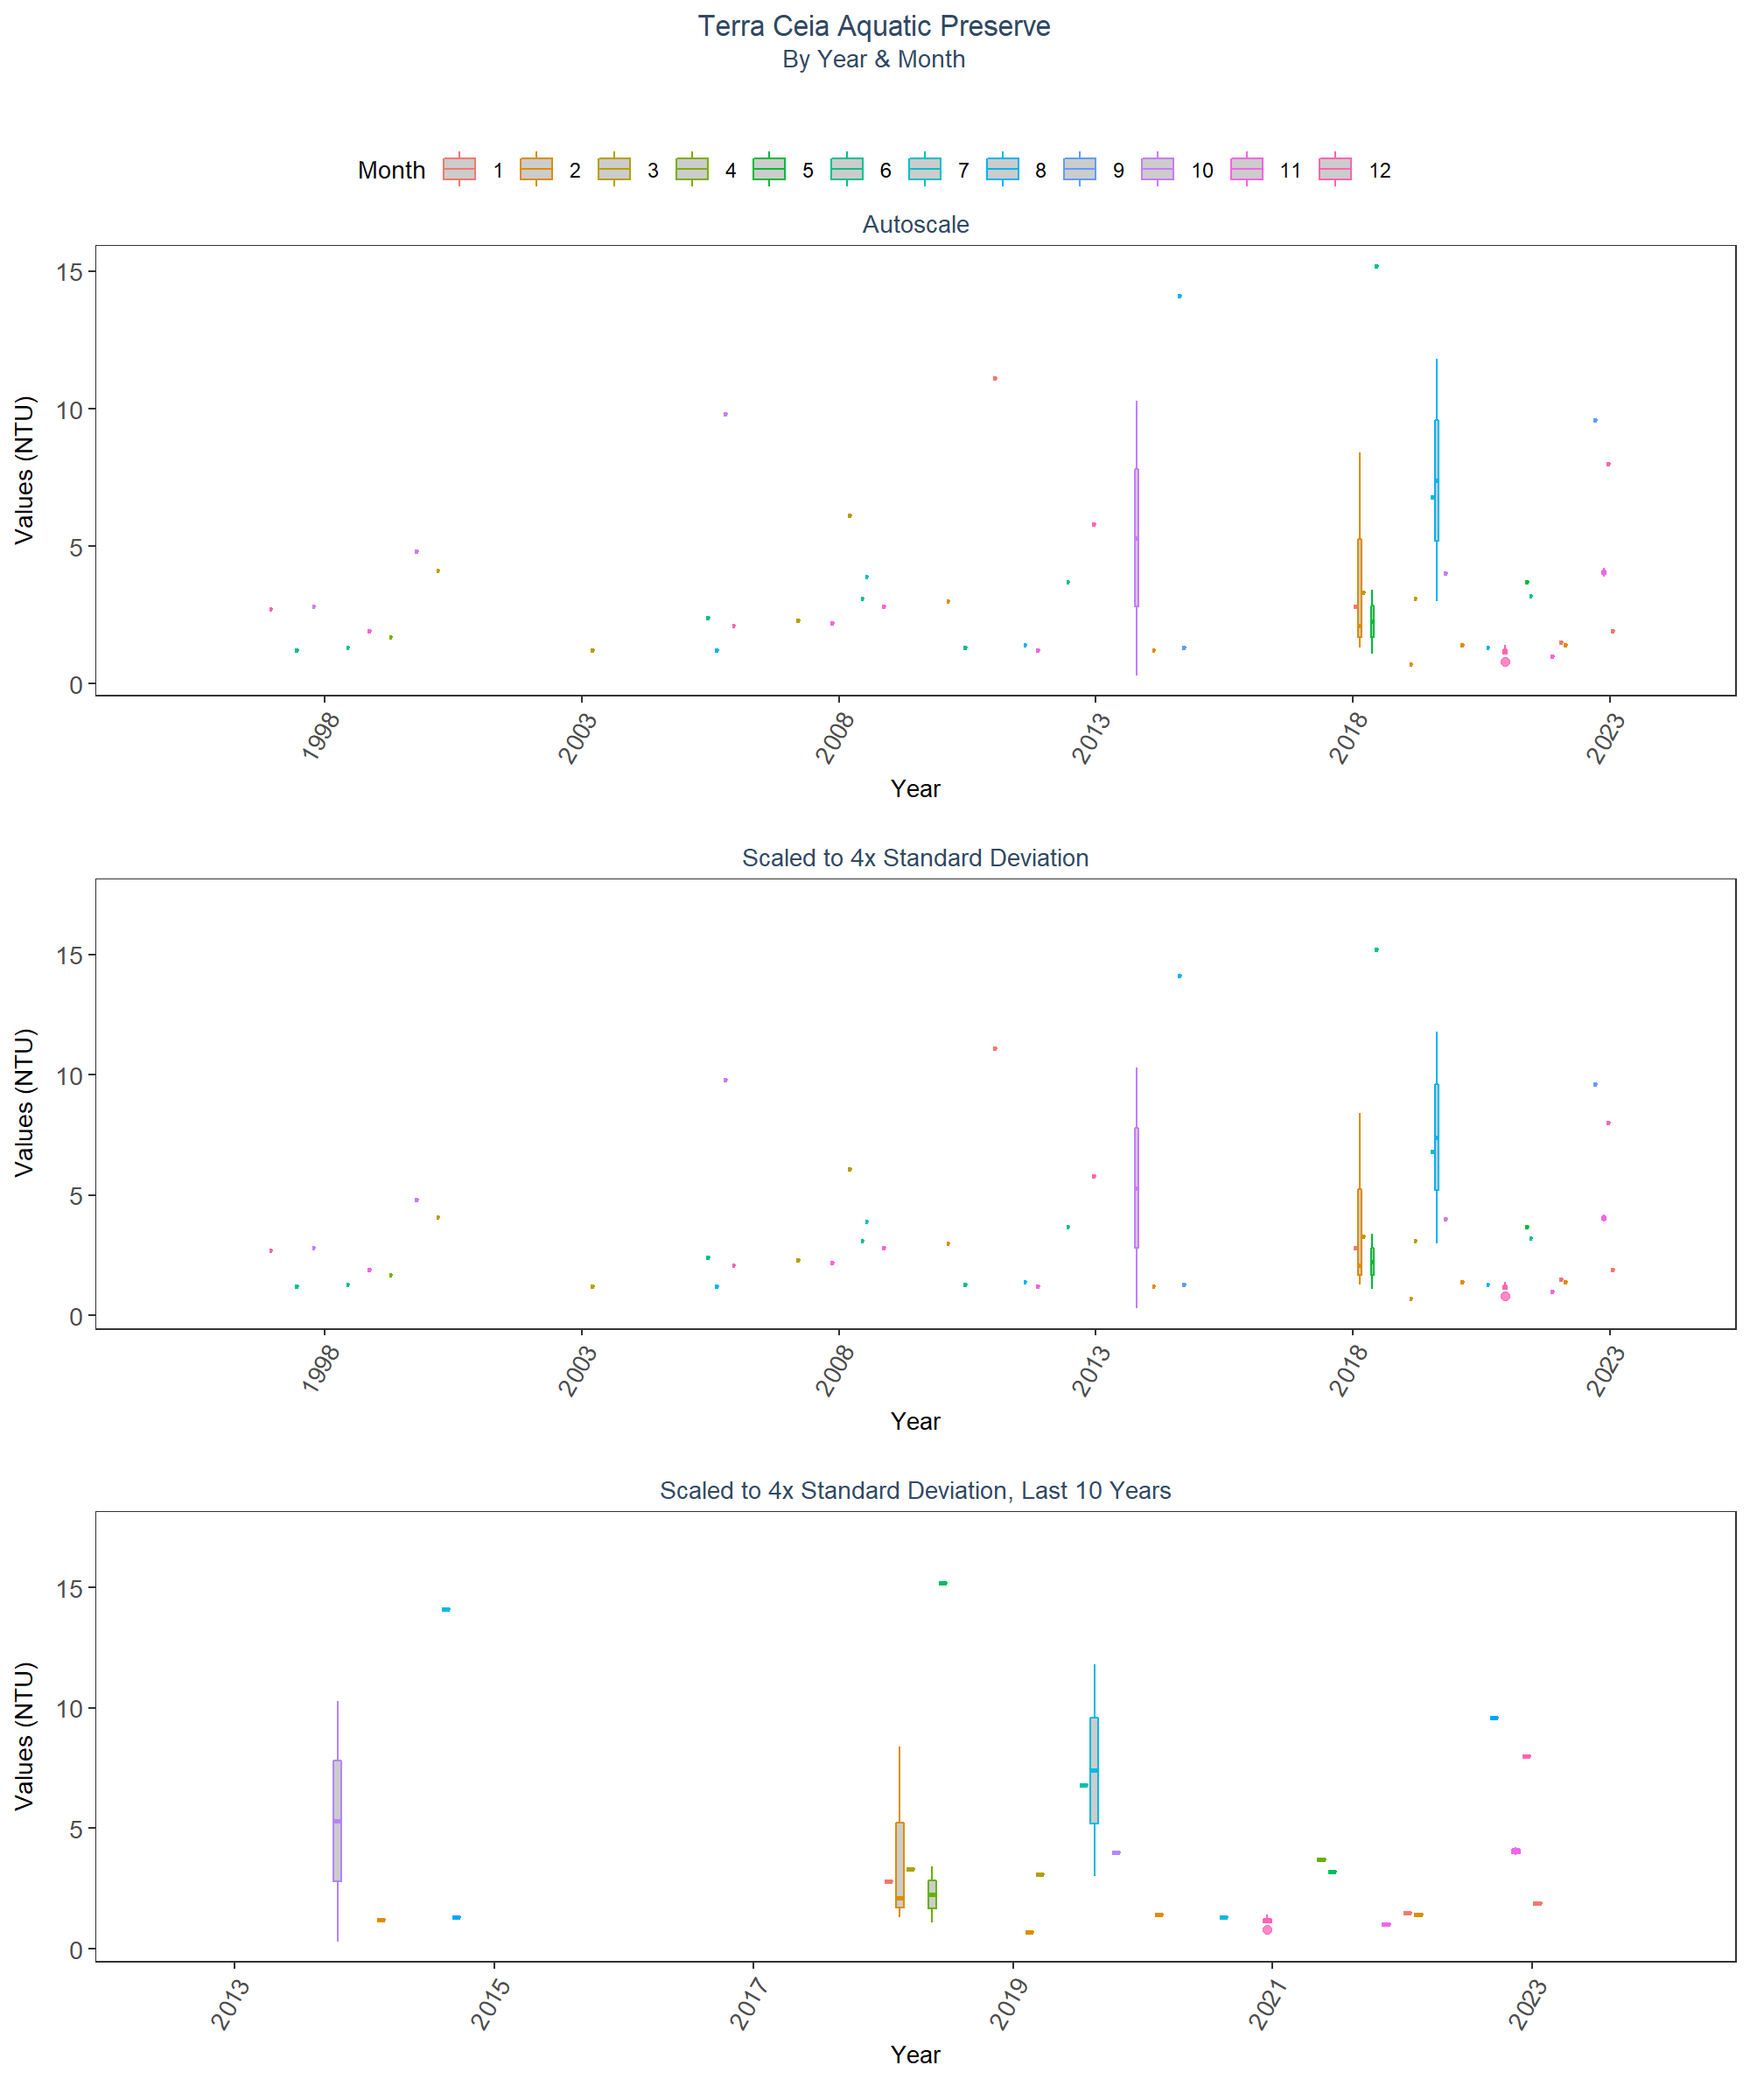 Terra Ceia Aquatic Preserve
By Year & Month
Month 1 2 3 4 5 6 7 8 9 10 11 12
Autoscale
Values (NTU)
15
10
5
0
1998 2003 2008 2013 2018 2023
Year
Scaled to 4x Standard Deviation
Values (NTU)
15
10
5
0
1998 2003 2008 2013 2018 2023
Year
Scaled to 4x Standard Deviation, Last 10 Years
Values (NTU)
15
10
5
0
2013 2015 2017 2019 2021 2023
Year